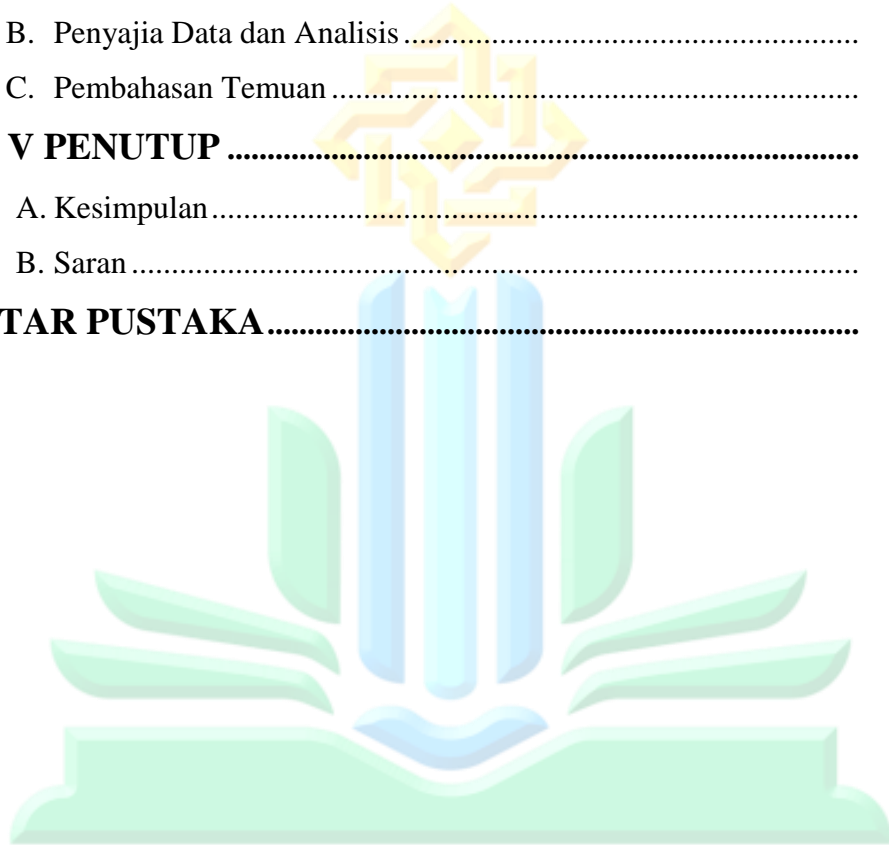 B. Penyajia Data dan Analisis .........................................................
C. Pembahasan Temuan ..................................................................
V PENUTUP ..............................................................................
A. Kesimpulan .................................................................................
B. Saran ...........................................................................................
TAR PUSTAKA .........................................................................